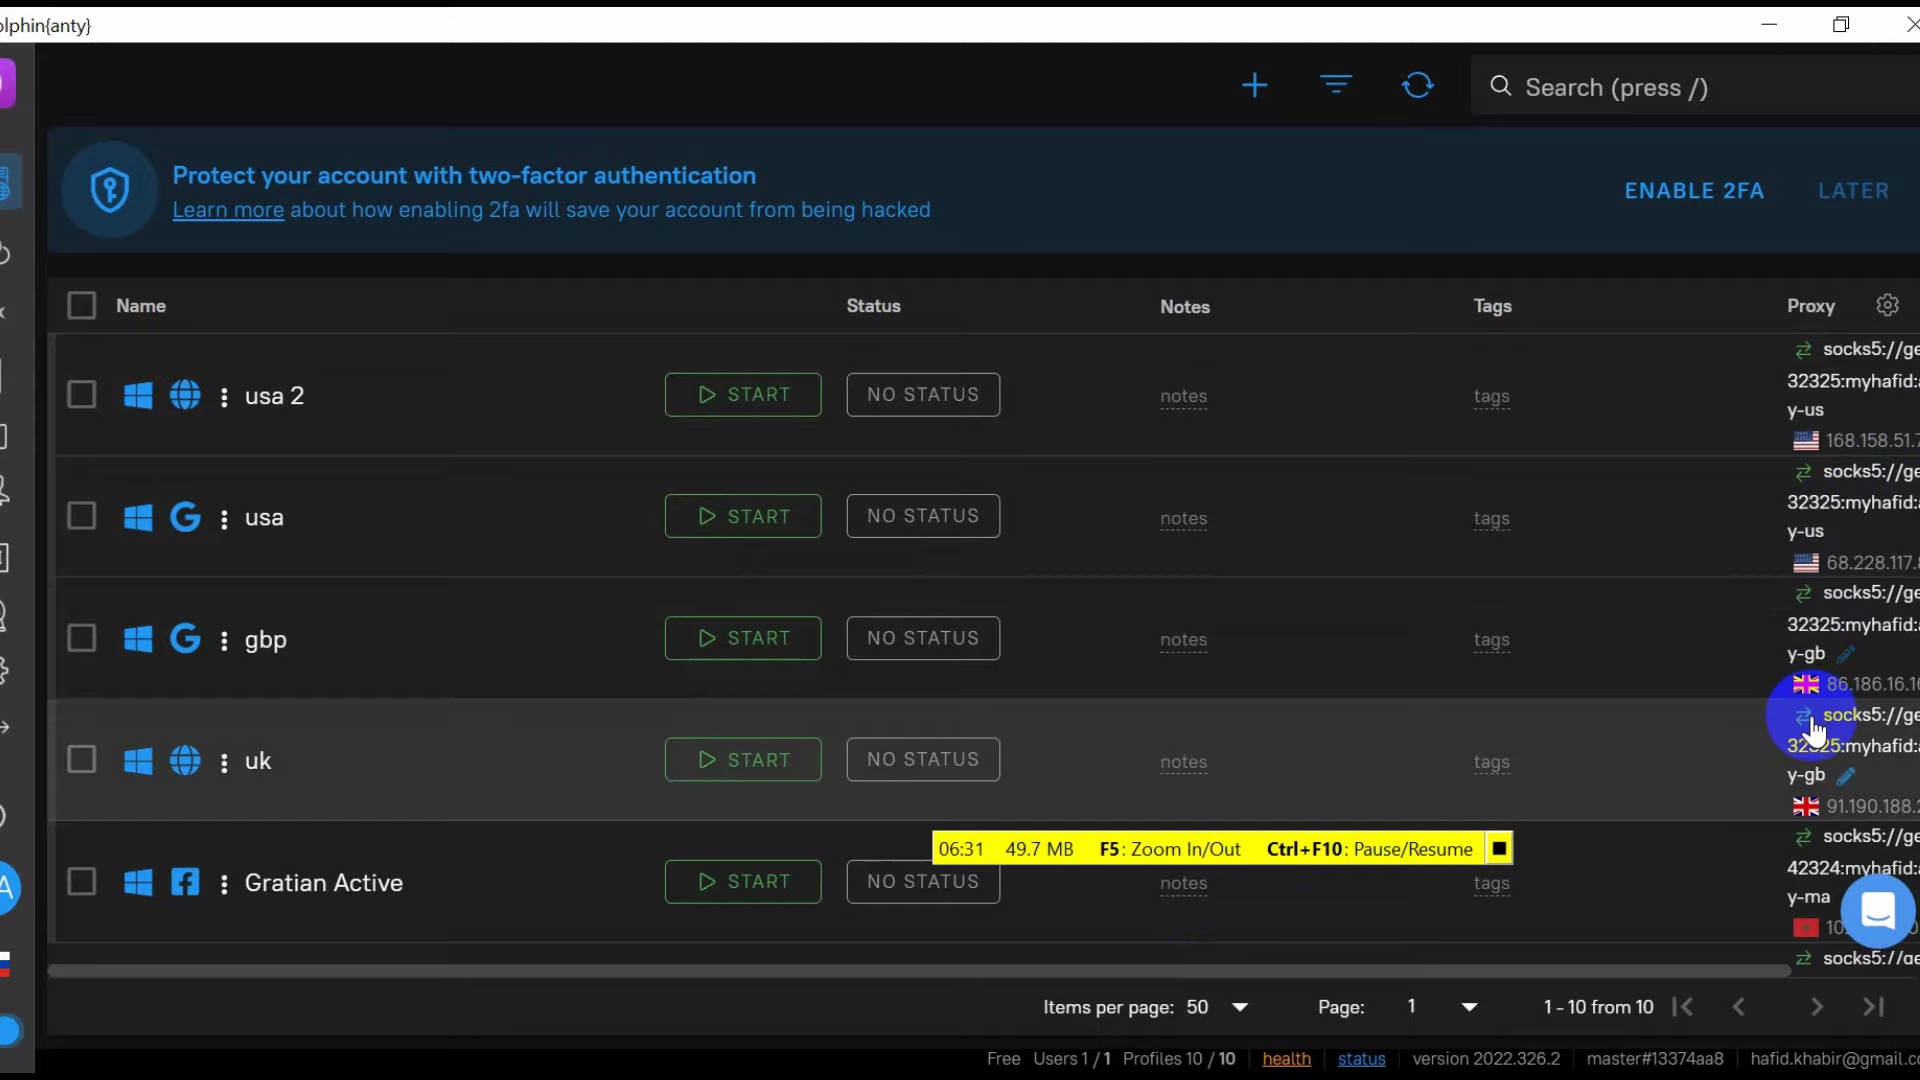 olphin{anty}
Search (press /)
Protect your account with two-factor authentication
Learn more about how enabling 2fa will save your account from being hacked
ENABLE 2FA LATER
Name Status Notes Tags Proxy
usa 2 START NO STATUS notes tags
socks5://ge
32325:myhafid:
y-us
168.158.51.7
usa START NO STATUS notes tags
socks5://ge
32325:myhafid:
y-us
68.228.117.
gbp START NO STATUS notes tags
socks5://ge
32325:myhafid:
y-gb
86.186.16.16
uk START NO STATUS notes tags
socks5://ge
32325:myhafid:
y-gb
91.190.188.2
06:31 49.7 MB F5: Zoom In/Out Ctrl+F10: Pause/Resume
Gratian Active START NO STATUS notes tags
socks5://ge
42324:myhafid:
y-ma
socks5://ge
Items per page: 50 Page: 1 1 - 10 from 10
Free Users 1 / 1 Profiles 10 / 10 health status version 2022.326.2 master#13374aa8 hafid.khabir@gmail.co